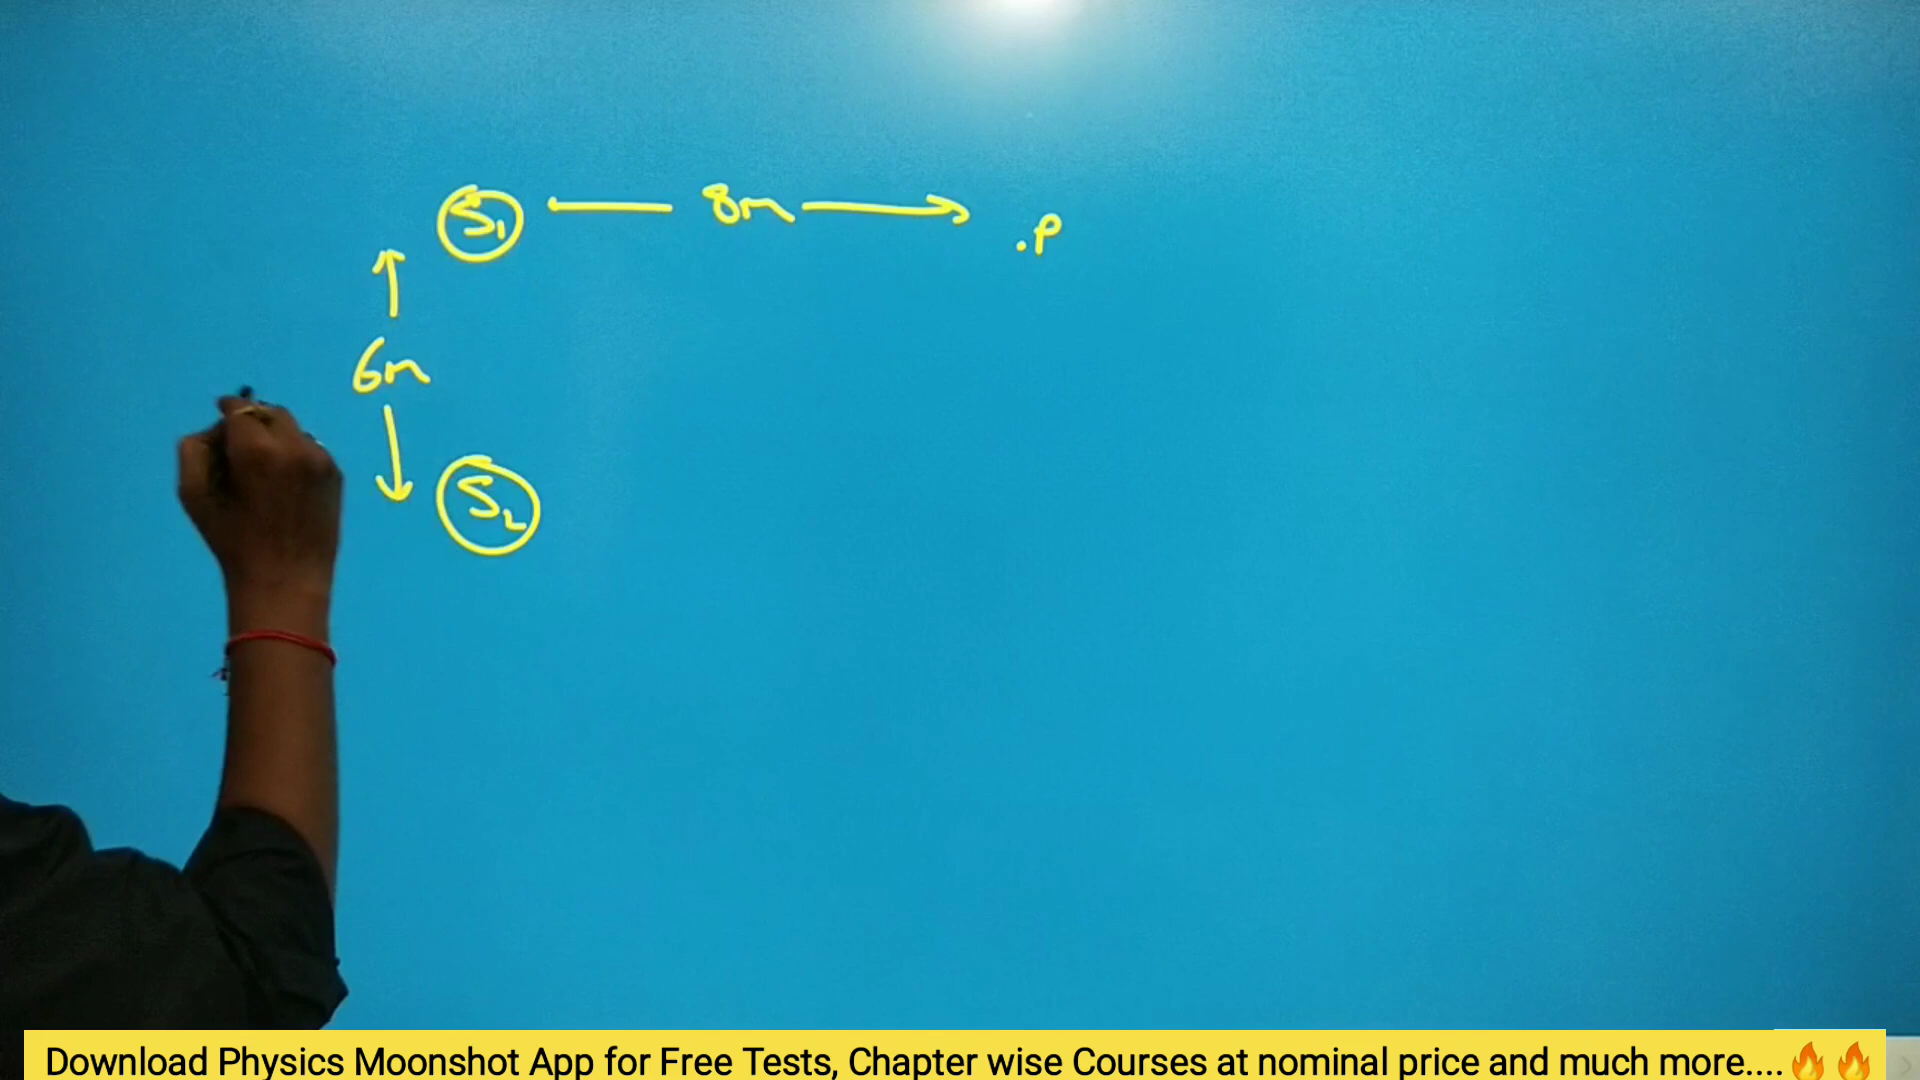 S₁ 8m .P
6m
S₂
Download Physics Moonshot App for Free Tests, Chapter wise Courses at nominal price and much more....🔥🔥